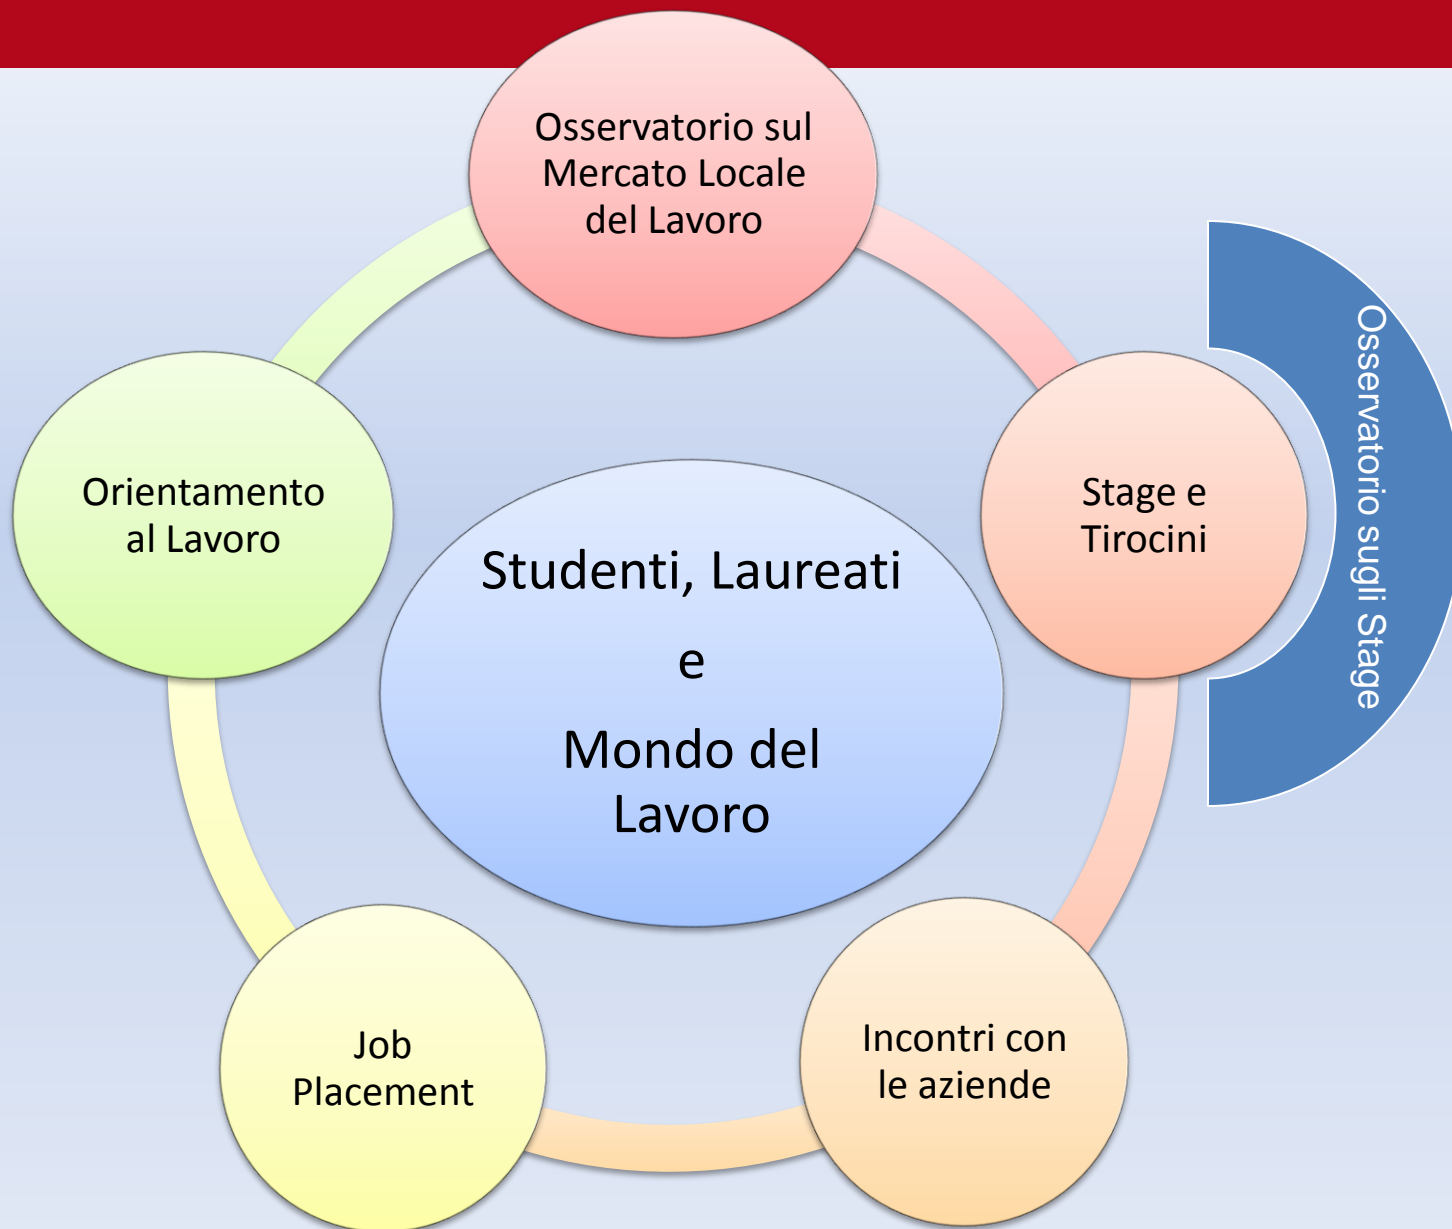 Osservatorio sul
Mercato Locale
del Lavoro
Osservatorio sugli Stage
Orientamento
al Lavoro
Stage e
Tirocini
Studenti, Laureati
e
Mondo del
Lavoro
Job
Placement
Incontri con
le aziende